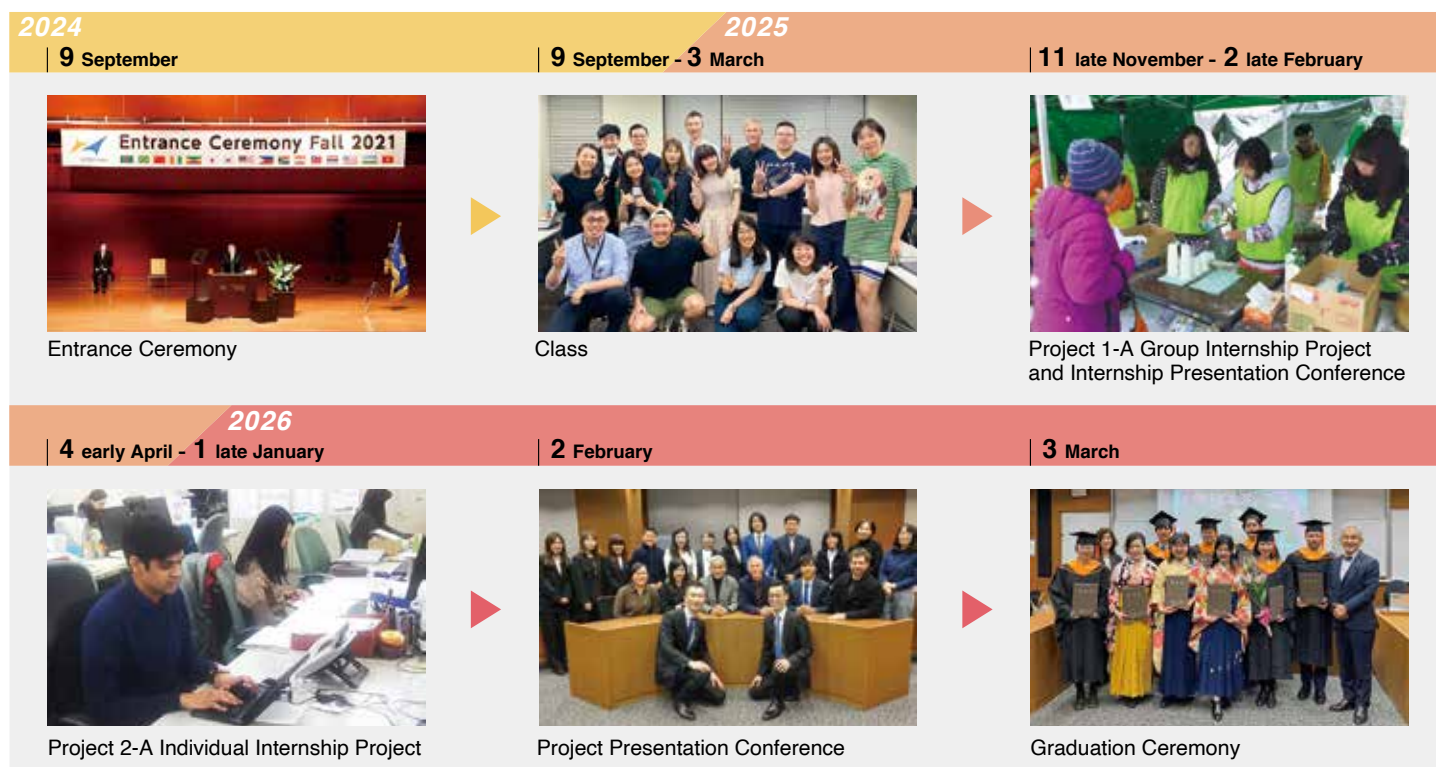 2024
2025
9 September
9 September - 3 March
11 late November - 2 late February
Entrance Ceremony Fall 2021
Entrance Ceremony
Class
Project 1-A Group Internship Project
and Internship Presentation Conference
2026
4 early April - 1 late January
2 February
3 March
Project 2-A Individual Internship Project
Project Presentation Conference
Graduation Ceremony